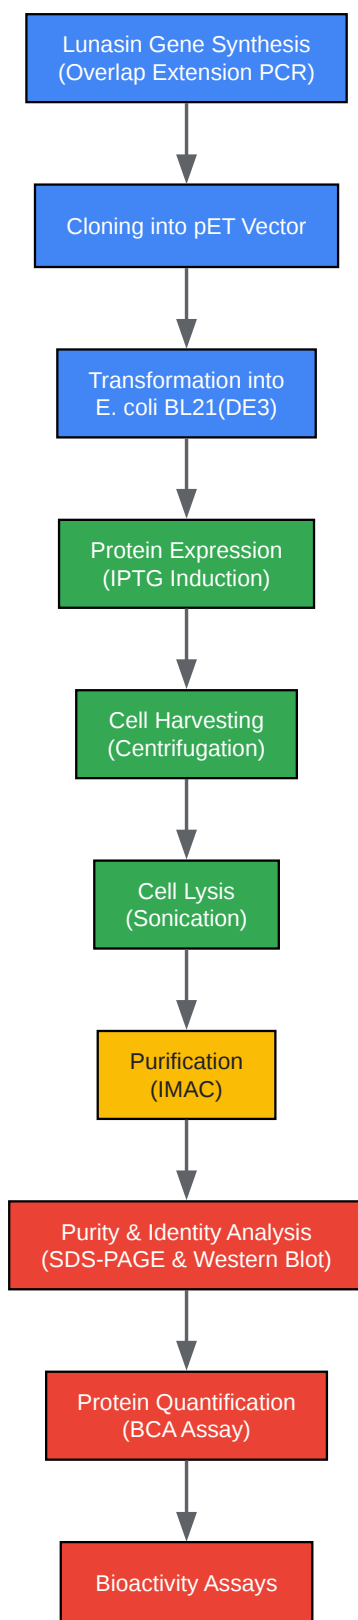 Lunasin Gene Synthesis
(Overlap Extension PCR)
Cloning into pET Vector
Transformation into
E. coli BL21(DE3)
Protein Expression
(IPTG Induction)
Cell Harvesting
(Centrifugation)
Cell Lysis
(Sonication)
Purification
(IMAC)
Purity & Identity Analysis
(SDS-PAGE & Western Blot)
Protein Quantification
(BCA Assay)
Bioactivity Assays